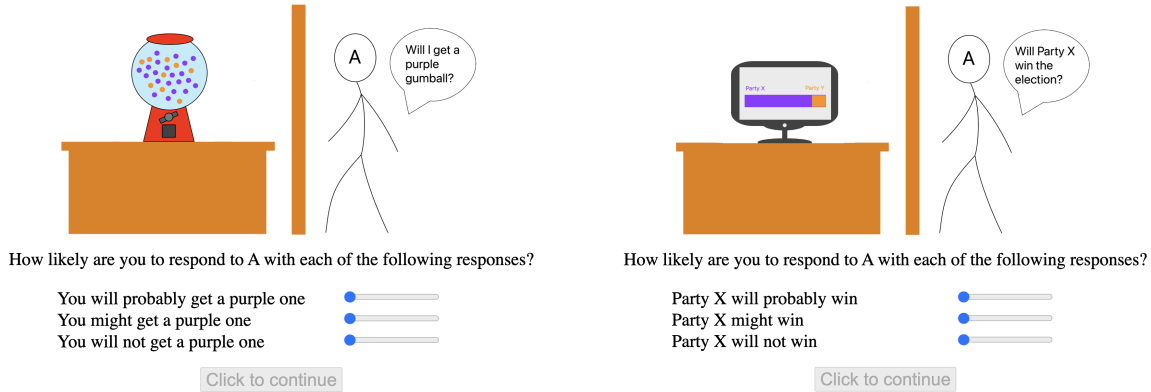 A
Will I get a
purple
gumball?
How likely are you to respond to A with each of the following responses?
You will probably get a purple one
You might get a purple one
You will not get a purple one
Click to continue
Party X
Party Y
A
Will Party X
win the
election?
How likely are you to respond to A with each of the following responses?
Party X will probably win
Party X might win
Party X will not win
Click to continue